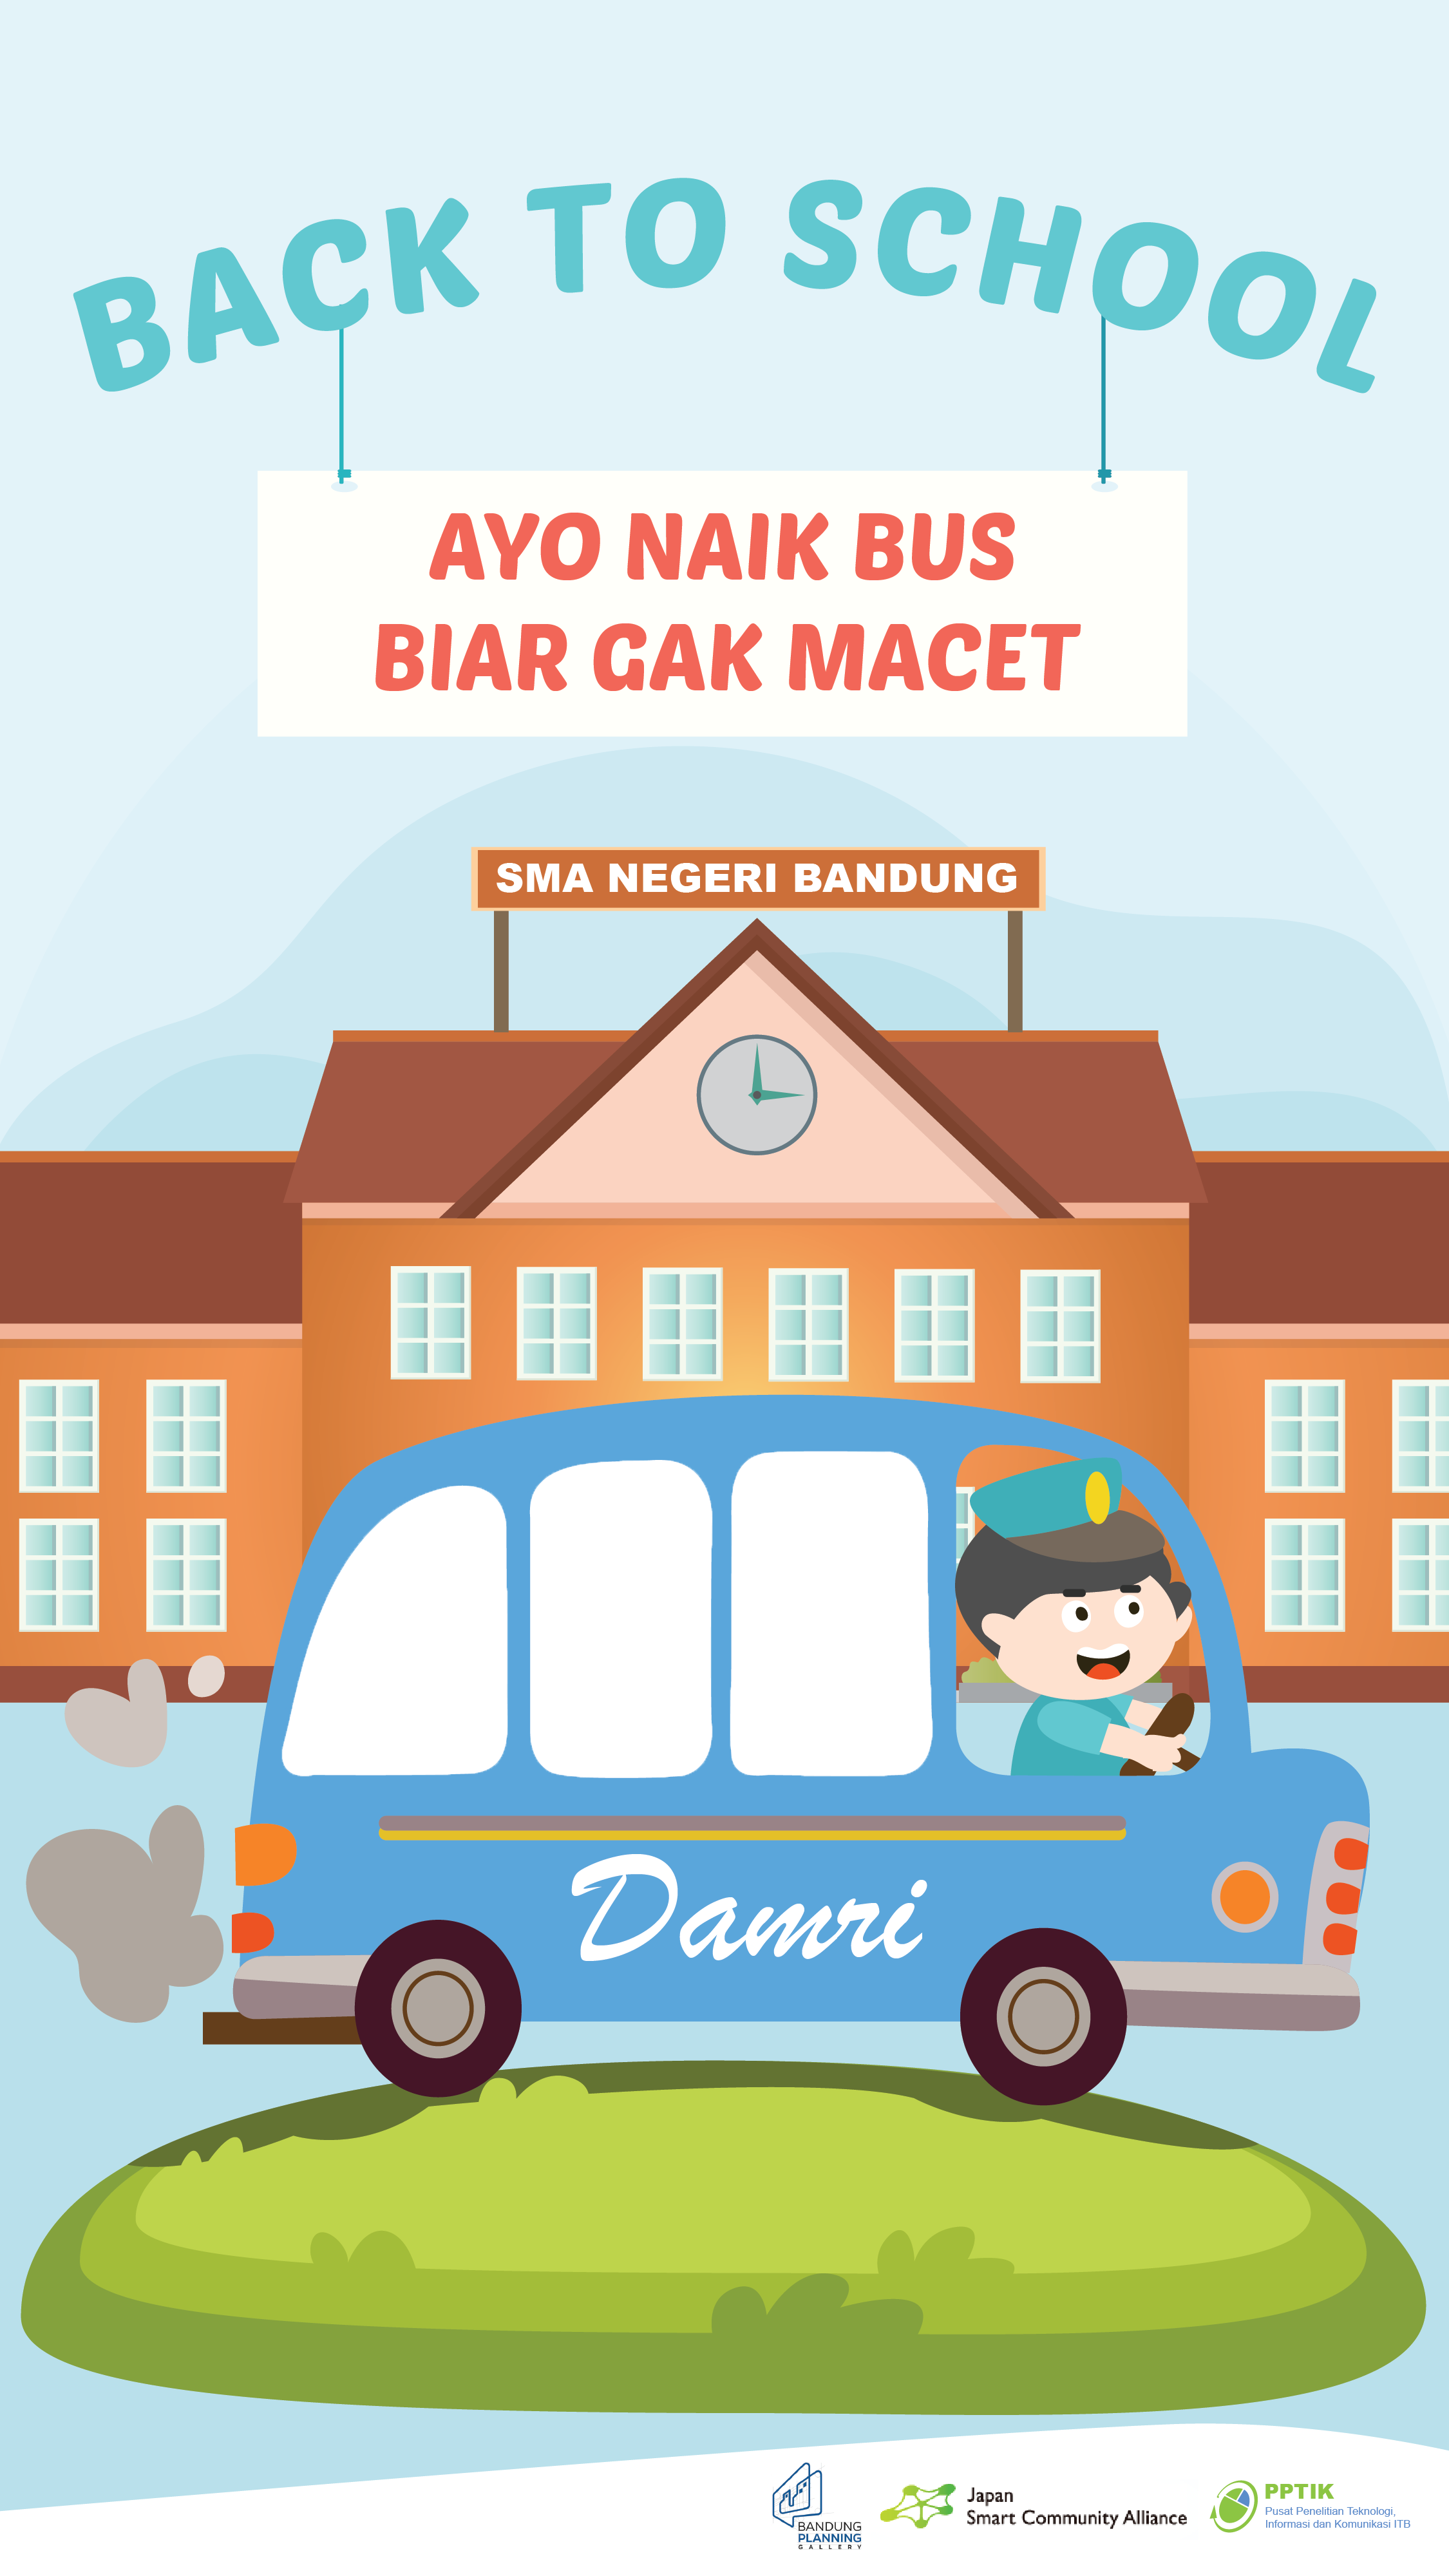 BACK TO SCHOOL
AYO NAIK BUS
BIAR GAK MACET
SMA NEGERI BANDUNG
Damri
BANDUNG
PLANNING
GALLERY
Japan
Smart Community Alliance
PPTIK
Pusat Penelitian Teknologi,
Informasi dan Komunikasi ITB